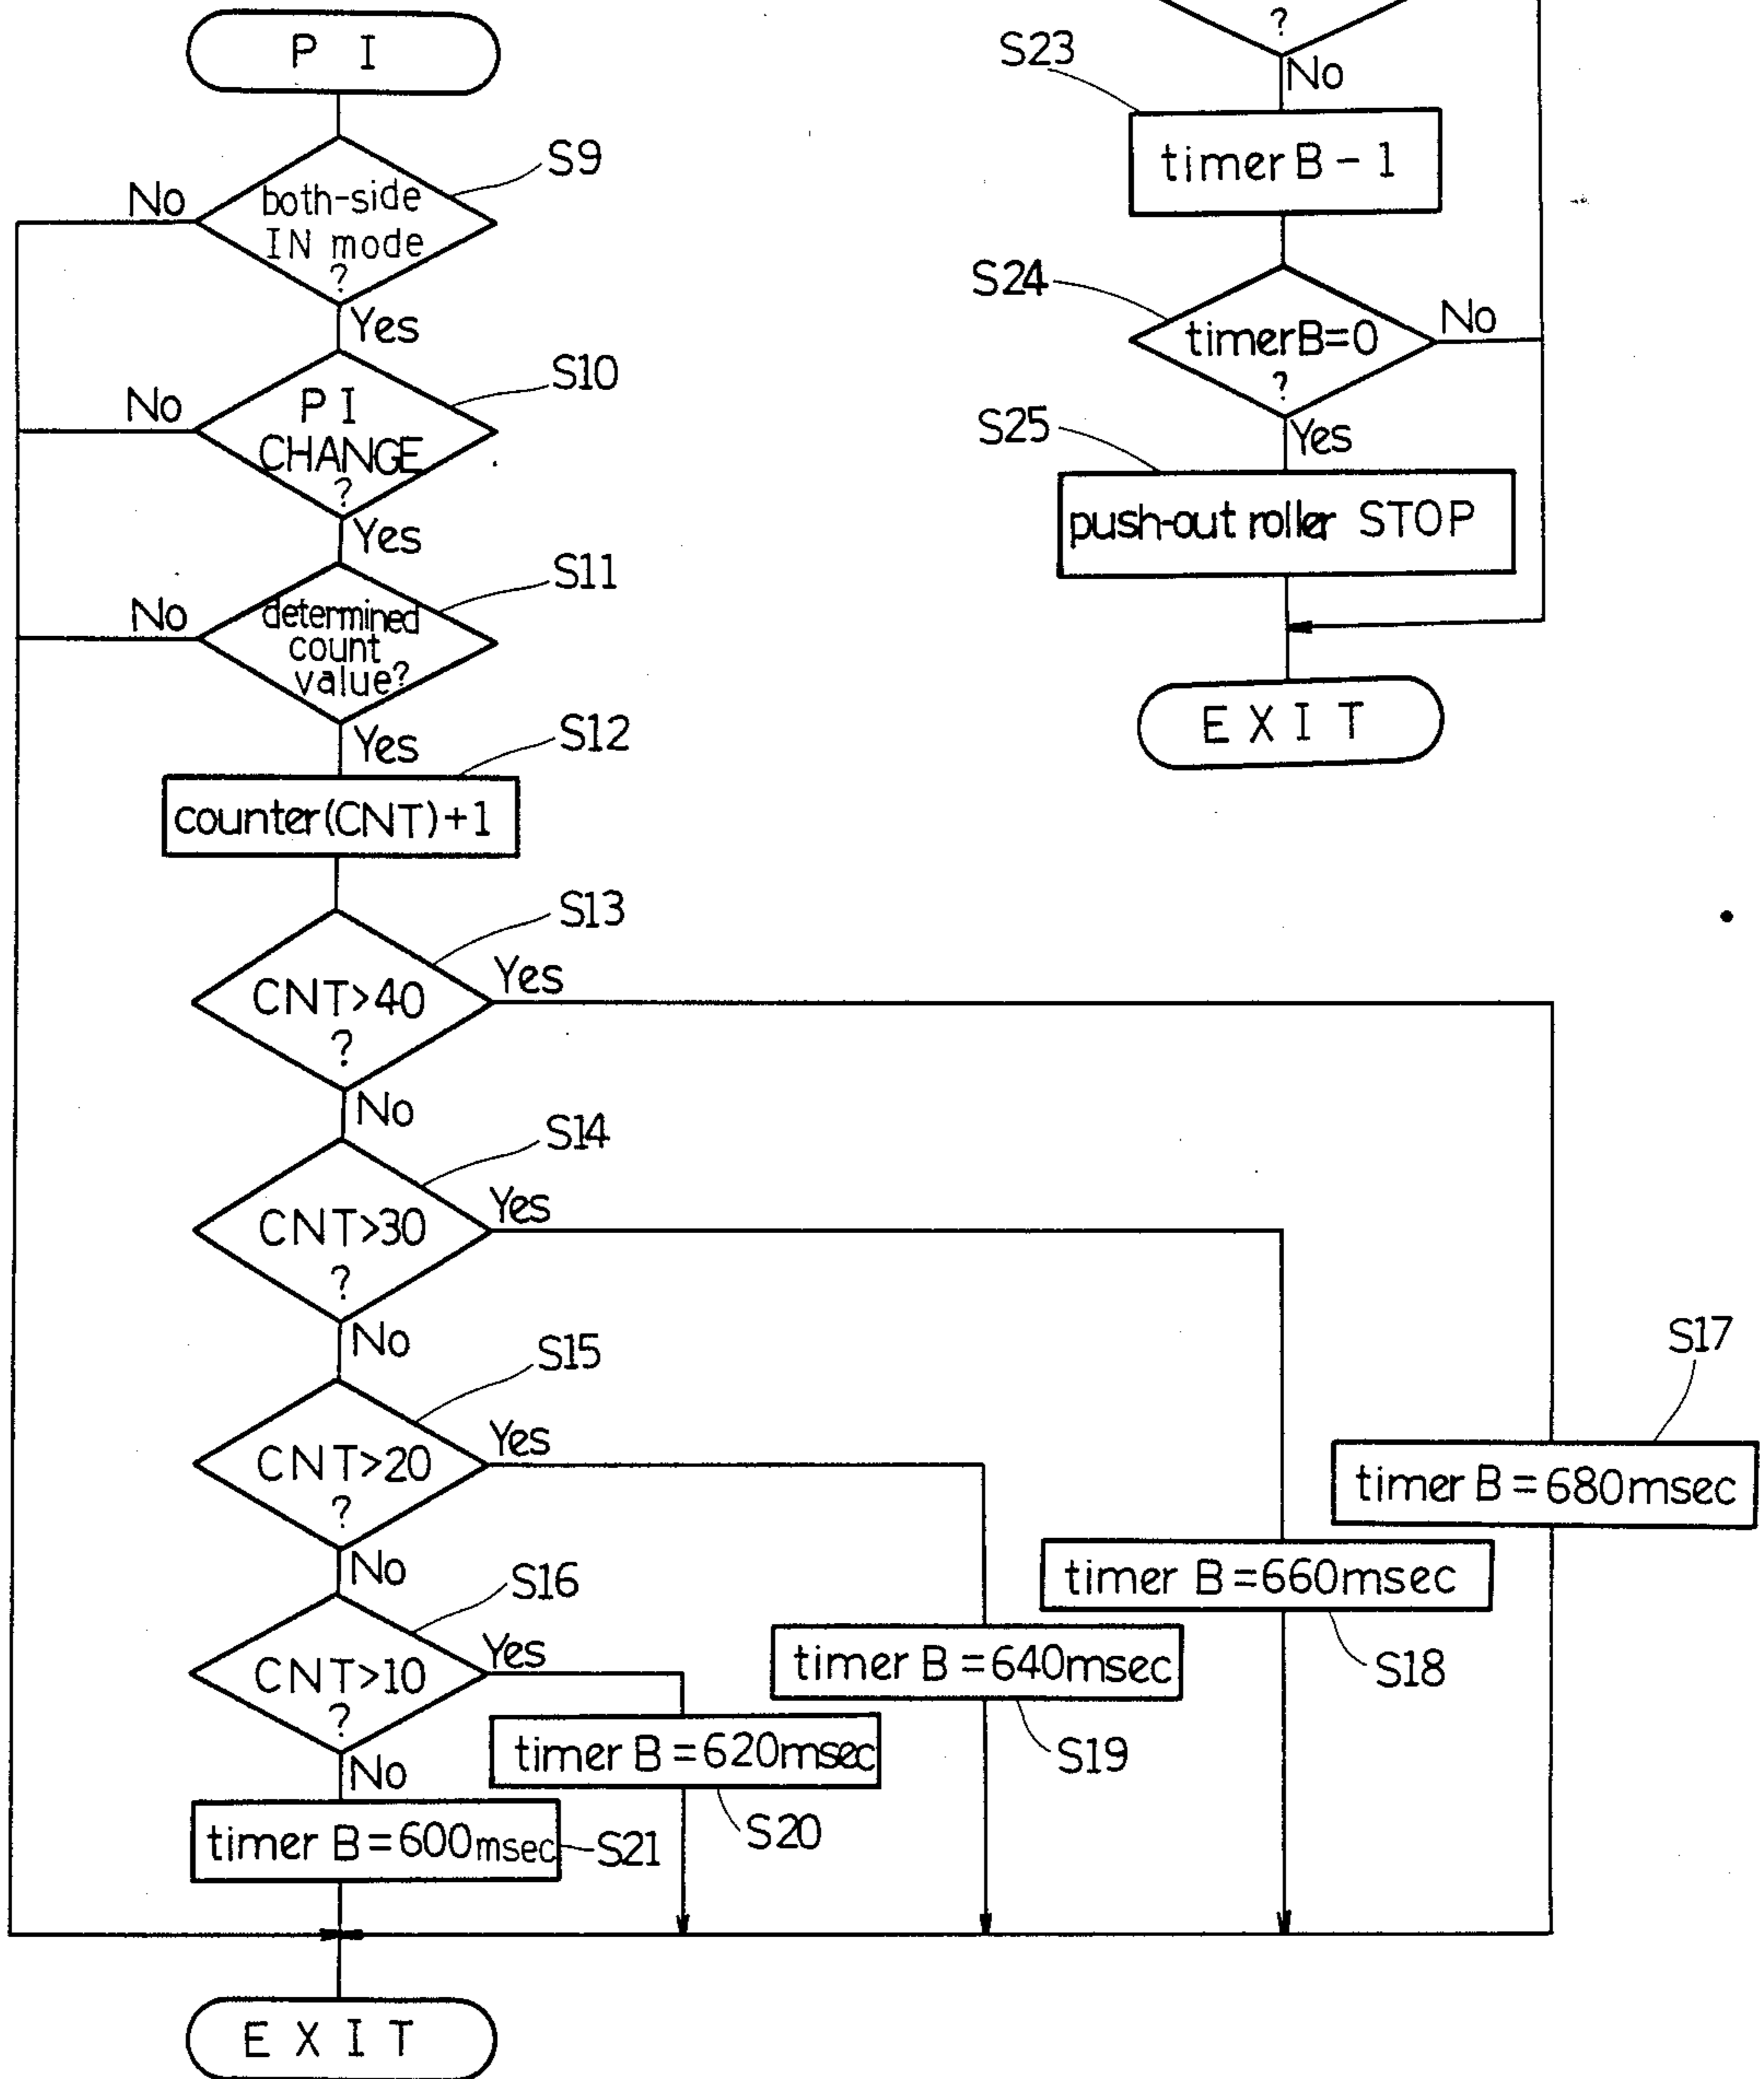 P I
S9
No
both-side
IN mode
?
Yes
S10
No
P I
CHANGE
?
Yes
S11
No
determined
count
value?
Yes
S12
counter(CNT)+1
S13
CNT>40
?
Yes
No
S14
CNT>30
?
Yes
No
S15
CNT>20
?
Yes
No
S16
CNT>10
?
Yes
No
timer B=600msec
S21
timer B=620msec
S20
timer B=640msec
S19
timer B=660msec
S18
S17
timer B=680msec
E X I T
?
No
S23
timer B-1
S24
timerB=0
?
No
Yes
S25
push-out roller STOP
E X I T